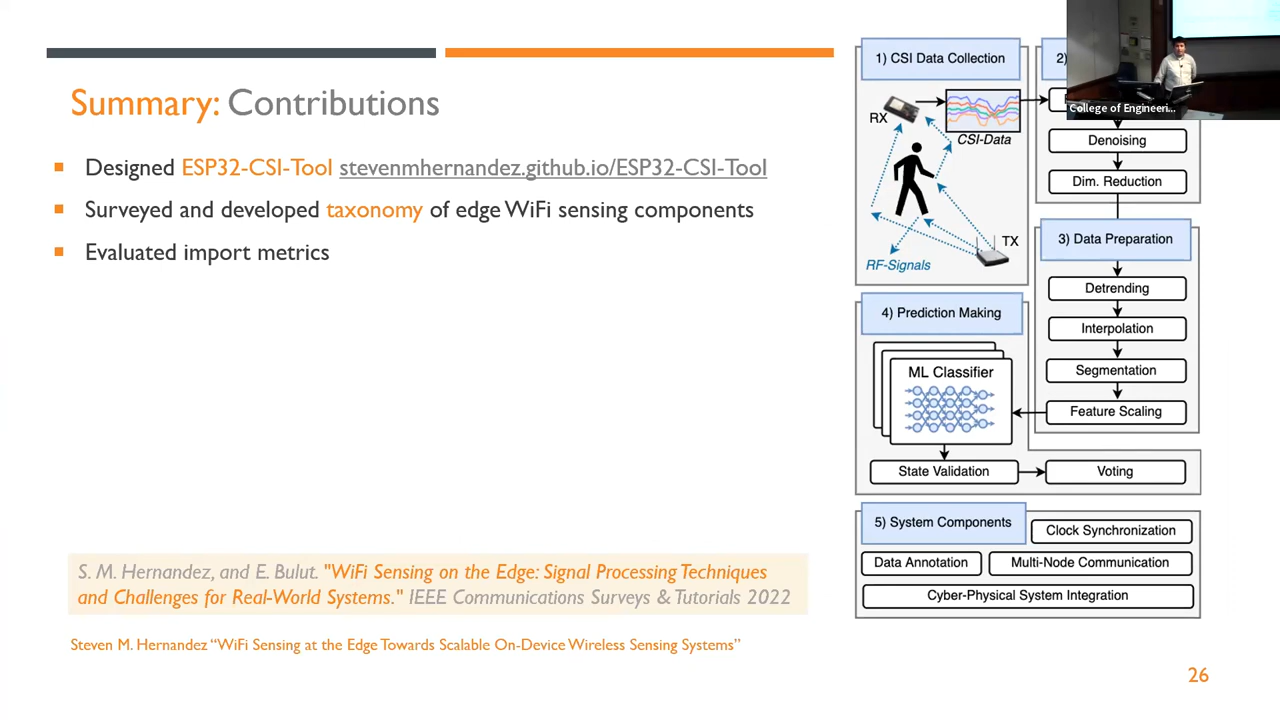 Summary: Contributions
Designed ESP32-CSI-Tool stevenmhernandez.github.io/ESP32-CSI-Tool
Surveyed and developed taxonomy of edge WiFi sensing components
Evaluated import metrics
S. M. Hernandez, and E. Bulut. "WiFi Sensing on the Edge: Signal Processing Techniques
and Challenges for Real-World Systems." IEEE Communications Surveys & Tutorials 2022
Steven M. Hernandez “WiFi Sensing at the Edge Towards Scalable On-Device Wireless Sensing Systems”
1) CSI Data Collection
RX
CSI-Data
TX
RF-Signals
2)
College of Engineeri...
Denoising
Dim. Reduction
3) Data Preparation
Detrending
Interpolation
Segmentation
Feature Scaling
4) Prediction Making
ML Classifier
State Validation
Voting
5) System Components
Clock Synchronization
Data Annotation
Multi-Node Communication
Cyber-Physical System Integration
26